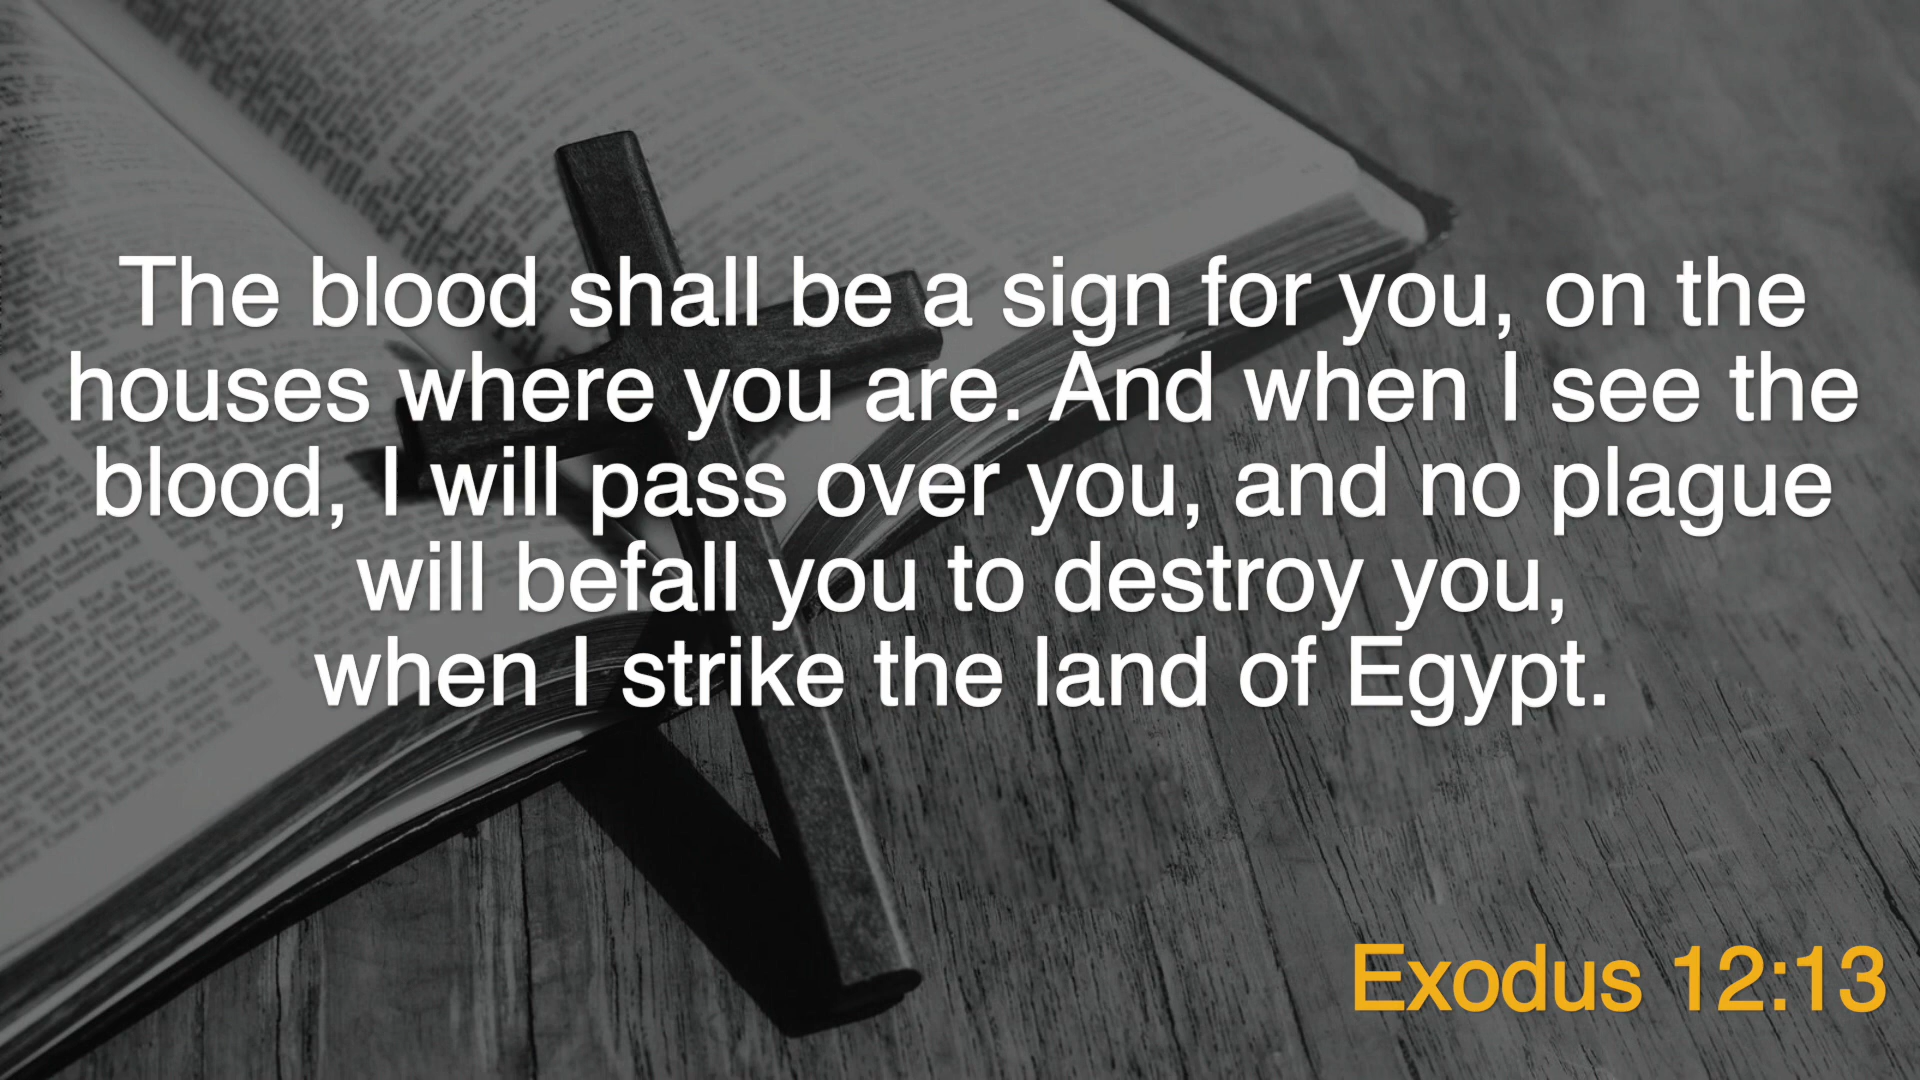 The blood shall be a sign for you, on the
houses where you are. And when I see the
blood, I will pass over you, and no plague
will befall you to destroy you,
when I strike the land of Egypt.
Exodus 12:13